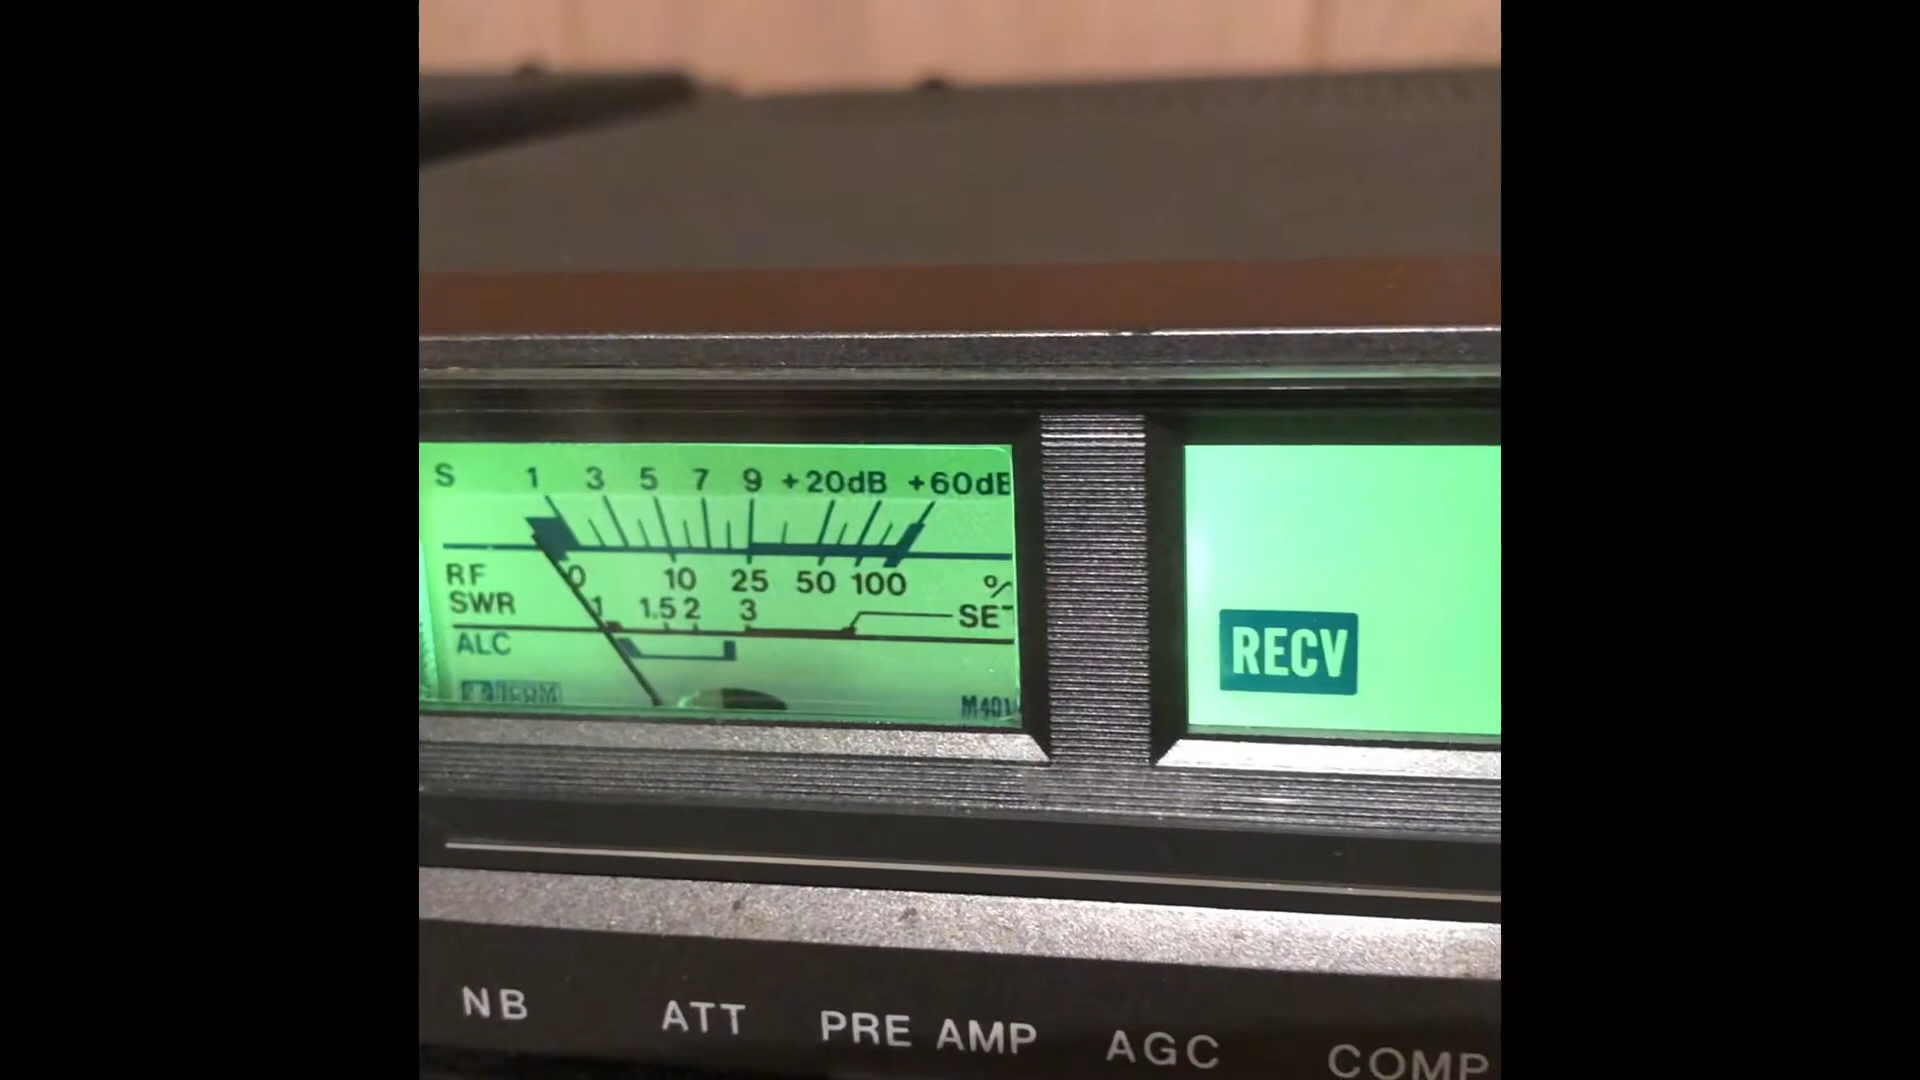 S 1 3 5 7 9 +20dB +60dB
RF 0 10 25 50 100 %
SWR 1 1.5 2 3 SET
ALC
ICOM M401
RECV
NB ATT PRE AMP AGC COMP